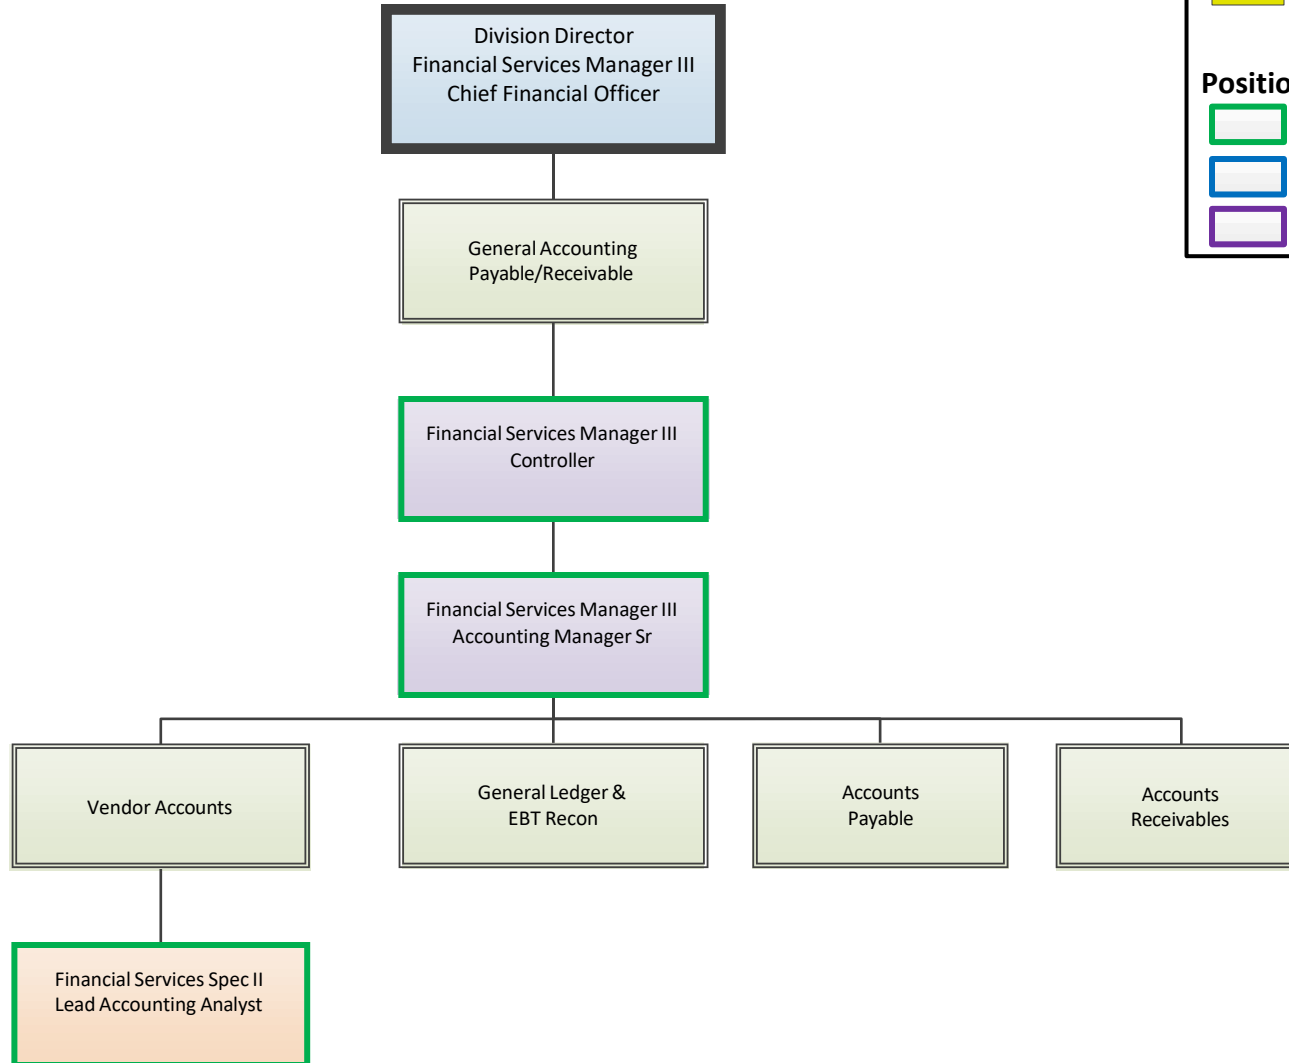 Division Director
Financial Services Manager III
Chief Financial Officer
General Accounting
Payable/Receivable
Positio
Financial Services Manager III
Controller
Financial Services Manager III
Accounting Manager Sr
Vendor Accounts
General Ledger &
EBT Recon
Accounts
Payable
Accounts
Receivables
Financial Services Spec II
Lead Accounting Analyst